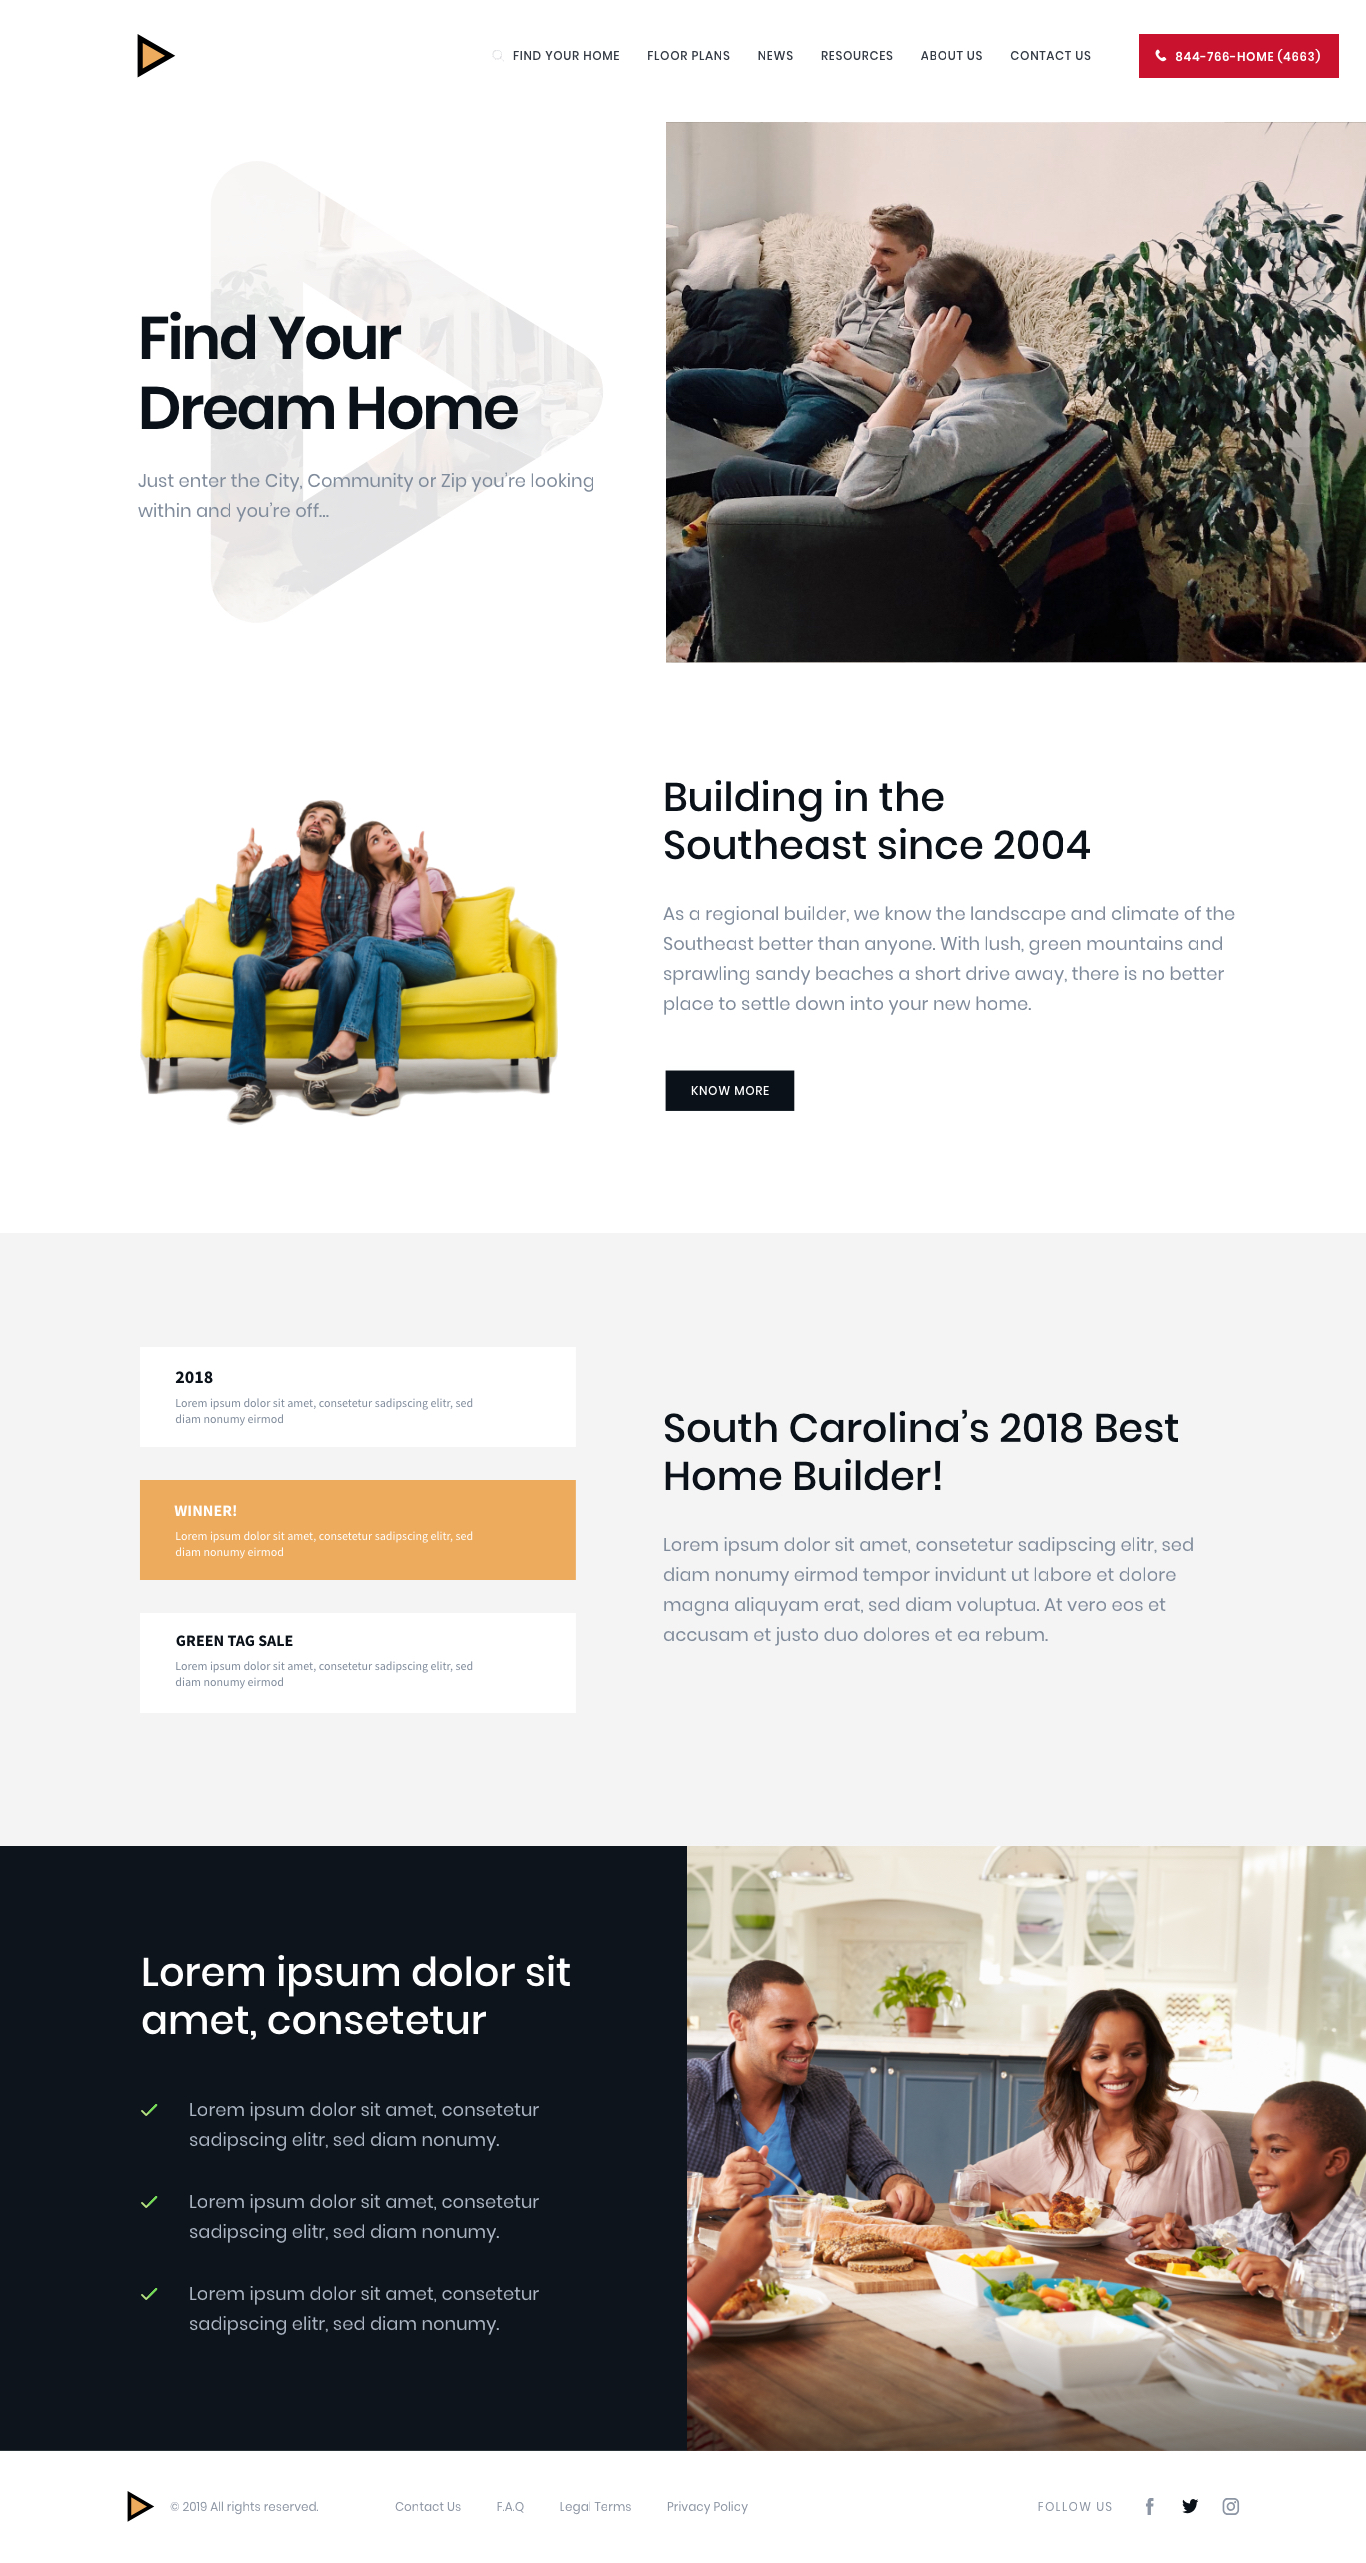 FIND YOUR HOME FLOOR PLANS NEWS RESOURCES ABOUT US CONTACT US 844-766-HOME (4663)
Find Your
Dream Home
Just enter the City, Community or Zip you're looking
within and you're off...
Building in the
Southeast since 2004
As a regional builder, we know the landscape and climate of the
Southeast better than anyone. With lush, green mountains and
sprawling sandy beaches a short drive away, there is no better
place to settle down into your new home.
KNOW MORE
2018
Lorem ipsum dolor sit amet, consetetur sadipscing elitr, sed
diam nonumy eirmod
WINNER!
Lorem ipsum dolor sit amet, consetetur sadipscing elitr, sed
diam nonumy eirmod
GREEN TAG SALE
Lorem ipsum dolor sit amet, consetetur sadipscing elitr, sed
diam nonumy eirmod
South Carolina's 2018 Best
Home Builder!
Lorem ipsum dolor sit amet, consetetur sadipscing elitr, sed
diam nonumy eirmod tempor invidunt ut labore et dolore
magna aliquyam erat, sed diam voluptua. At vero eos et
accusam et justo duo dolores et ea rebum.
Lorem ipsum dolor sit
amet, consetetur
Lorem ipsum dolor sit amet, consetetur
sadipscing elitr, sed diam nonumy.
Lorem ipsum dolor sit amet, consetetur
sadipscing elitr, sed diam nonumy.
Lorem ipsum dolor sit amet, consetetur
sadipscing elitr, sed diam nonumy.
© 2019 All rights reserved. Contact Us F.A.Q Legal Terms Privacy Policy FOLLOW US